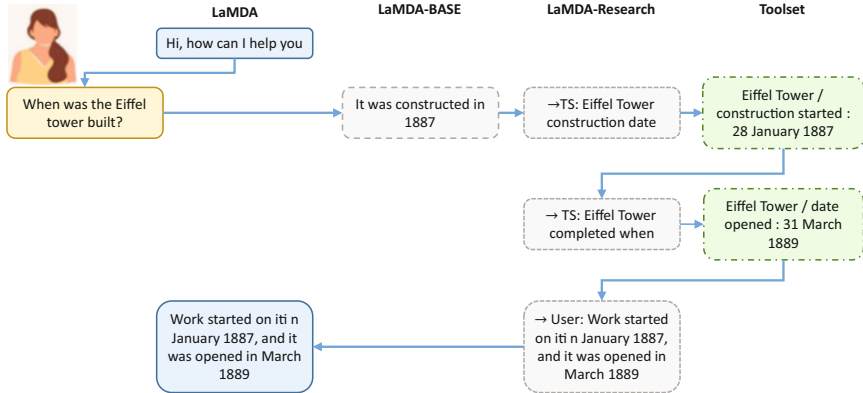 LaMDA
LaMDA-BASE
LaMDA-Research
Toolset
Hi, how can I help you
When was the Eiffel
tower built?
It was constructed in
1887
→TS: Eiffel Tower
construction date
Eiffel Tower /
construction started :
28 January 1887
→ TS: Eiffel Tower
completed when
Eiffel Tower / date
opened : 31 March
1889
Work started on iti n
January 1887, and it
was opened in March
1889
→ User: Work started
on iti n January 1887,
and it was opened in
March 1889